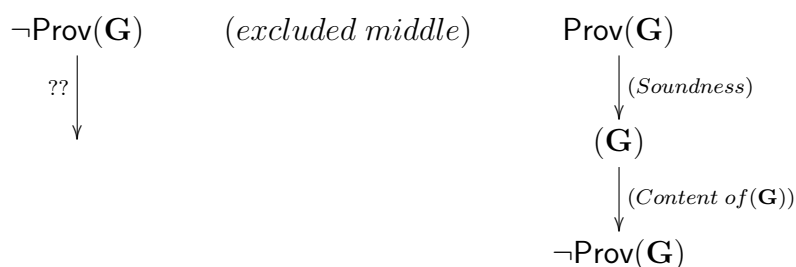 ¬Prov(G) (excluded middle) Prov(G)
?? (Soundness)
(G)
(Content of(G))
¬Prov(G)